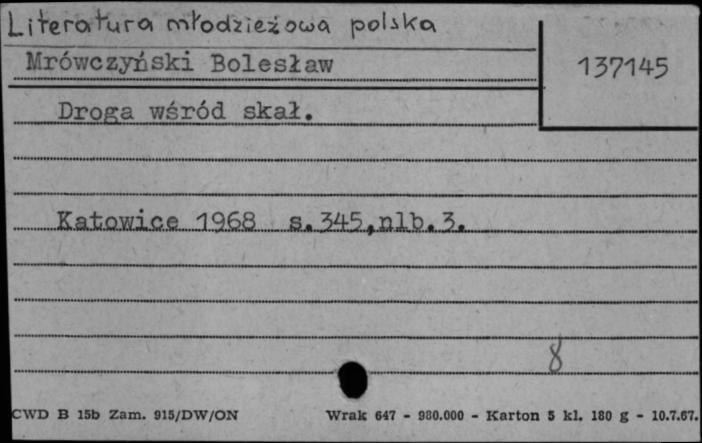 Literatura młodzieżowa polska
Mrówczyński Bolesław
137145
Droga wśród skał.
Katowice 1968 s.345,nlb.3.
8
CWD B 15b Zam. 915/DW/ON Wrak 647 - 980.000 - Karton 5 kl. 180 g - 10.7.67.